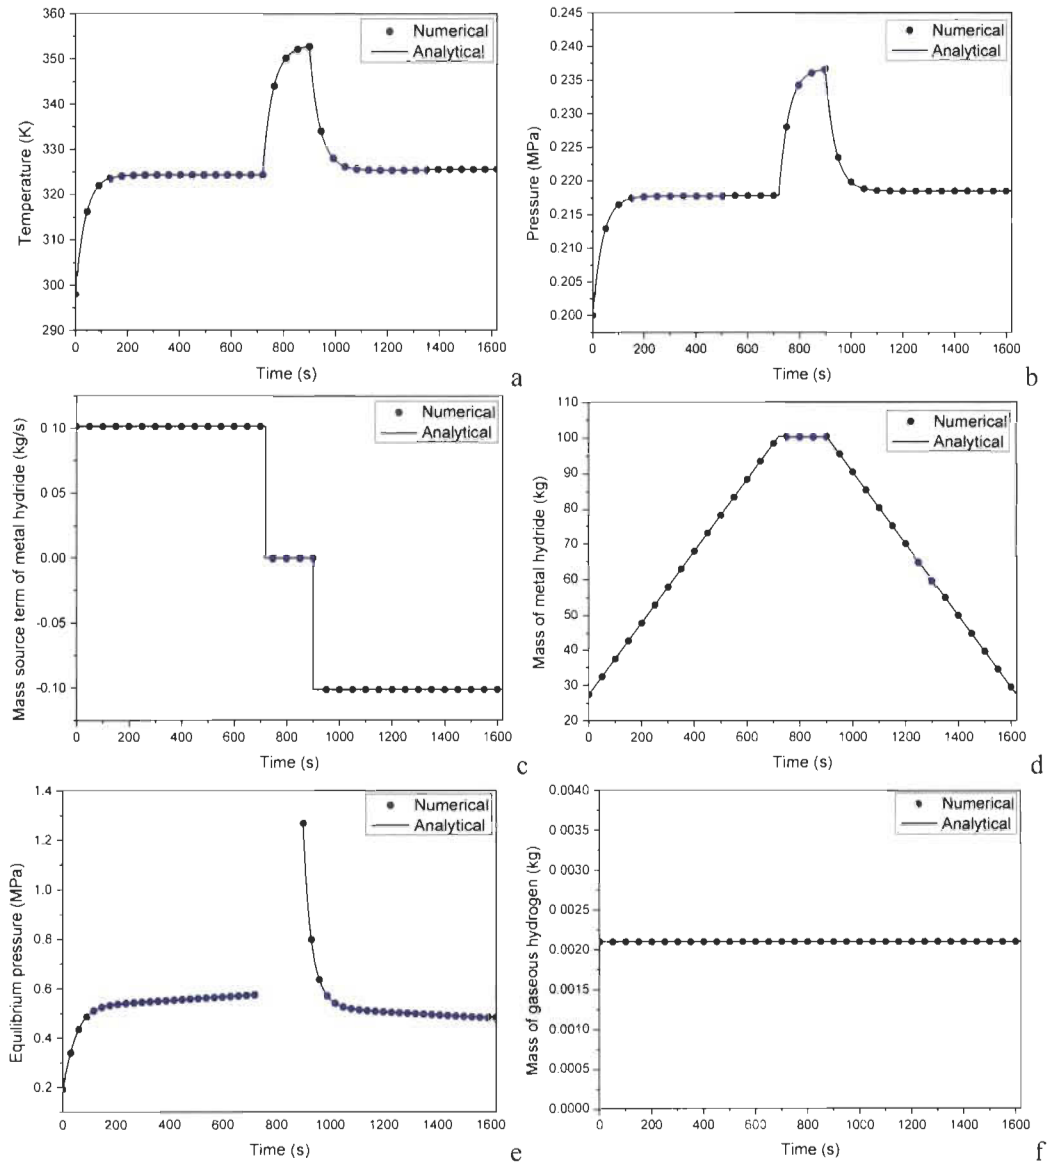 360
350
340
330
320
310
300
290
Temperature (K)
Numerical
Analytical
0 200 400 600 800 1000 1200 1400 1600
Time (s)
a
0.245
0.240
0.235
0.230
0.225
0.220
0.215
0.210
0.205
0.200
Pressure (MPa)
Numerical
Analytical
0 200 400 600 800 1000 1200 1400 1600
Time (s)
b
0.10
0.05
0.00
-0.05
-0.10
Mass source term of metal hydride (kg/s)
Numerical
Analytical
0 200 400 600 800 1000 1200 1400 1600
Time (s)
c
110
100
90
80
70
60
50
40
30
20
Mass of metal hydride (kg)
Numerical
Analytical
0 200 400 600 800 1000 1200 1400 1600
Time (s)
d
1.4
1.2
1.0
0.8
0.6
0.4
0.2
Equilibrium pressure (MPa)
Numerical
Analytical
0 200 400 600 800 1000 1200 1400 1600
Time (s)
e
0.0040
0.0035
0.0030
0.0025
0.0020
0.0015
0.0010
0.0005
0.0000
Mass of gaseous hydrogen (kg)
Numerical
Analytical
0 200 400 600 800 1000 1200 1400 1600
Time (s)
f